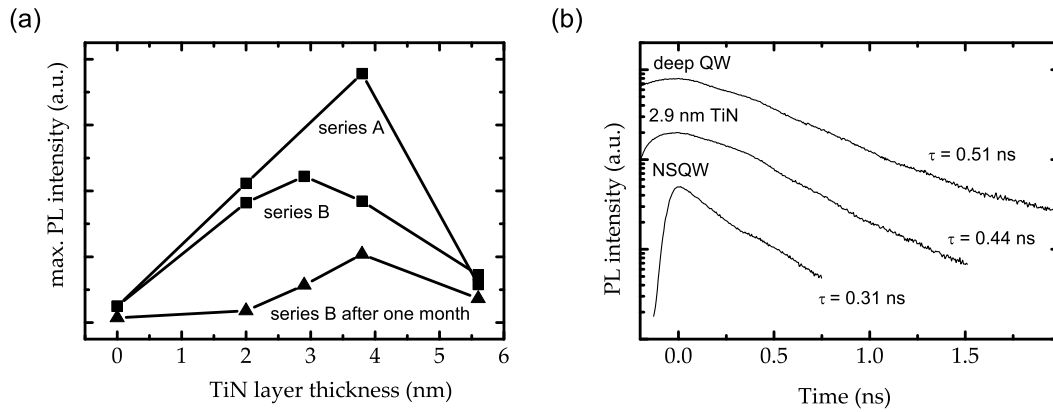 (a)
max. PL intensity (a.u.)
series A
series B
series B after one month
0 1 2 3 4 5 6
TiN layer thickness (nm)
(b)
PL intensity (a.u.)
deep QW
2.9 nm TiN
NSQW
τ = 0.51 ns
τ = 0.44 ns
τ = 0.31 ns
0.0 0.5 1.0 1.5
Time (ns)